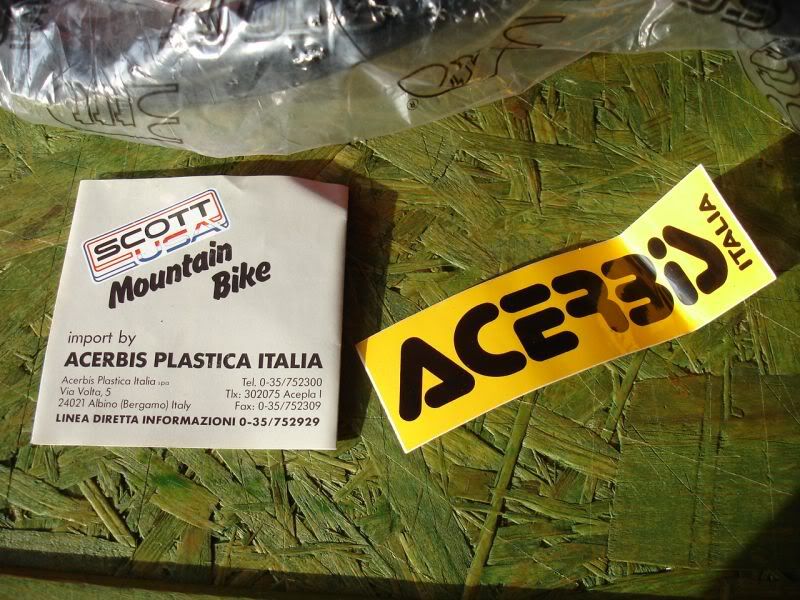 SCOTT
USA
Mountain
Bike
import by
ACERBIS PLASTICA ITALIA
Acerbis Plastica Italia spa Tel. 0-35/752300
Via Volta, 5 Tlx: 302075 Acepla I
24021 Albino (Bergamo) Italy Fax: 0-35/752309
LINEA DIRETTA INFORMAZIONI 0-35/752929
ACERBIS
ITALIA